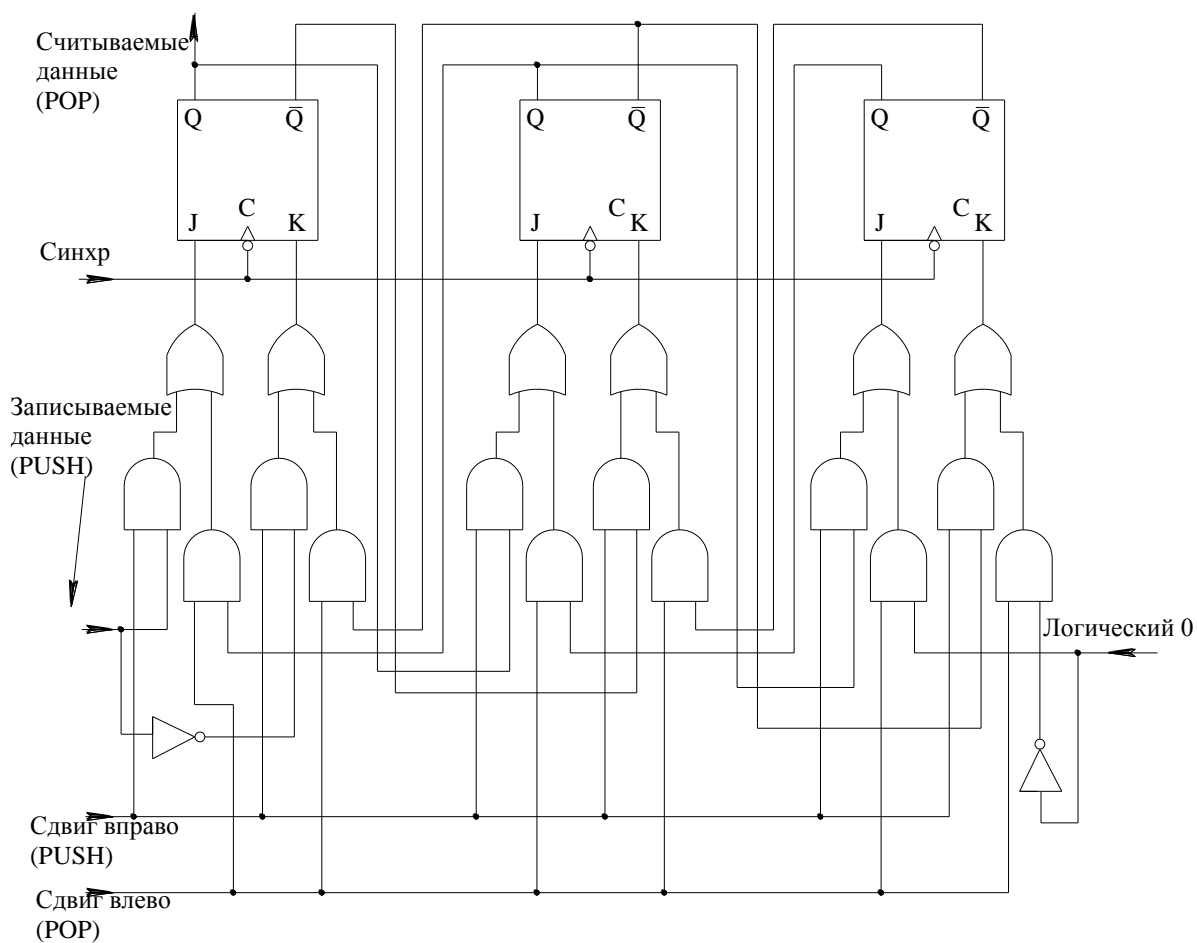 Считываемые
данные
(POP)
Q Q̅
J C K
Q Q̅
J C K
Q Q̅
J C K
Синхр
Записываемые
данные
(PUSH)
Логический 0
Сдвиг вправо
(PUSH)
Сдвиг влево
(POP)